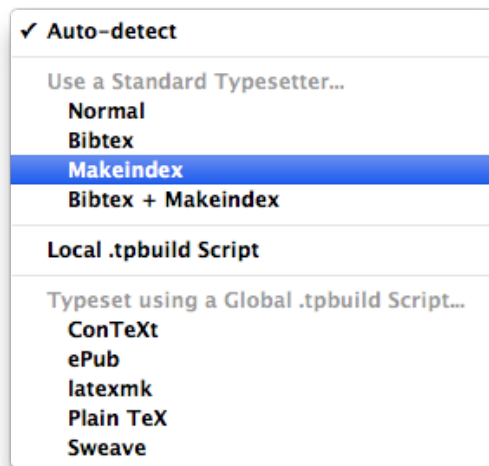 ✓ Auto-detect
Use a Standard Typesetter...
Normal
Bibtex
Makeindex
Bibtex + Makeindex
Local .tpbuild Script
Typeset using a Global .tpbuild Script...
ConTeXt
ePub
latexmk
Plain TeX
Sweave